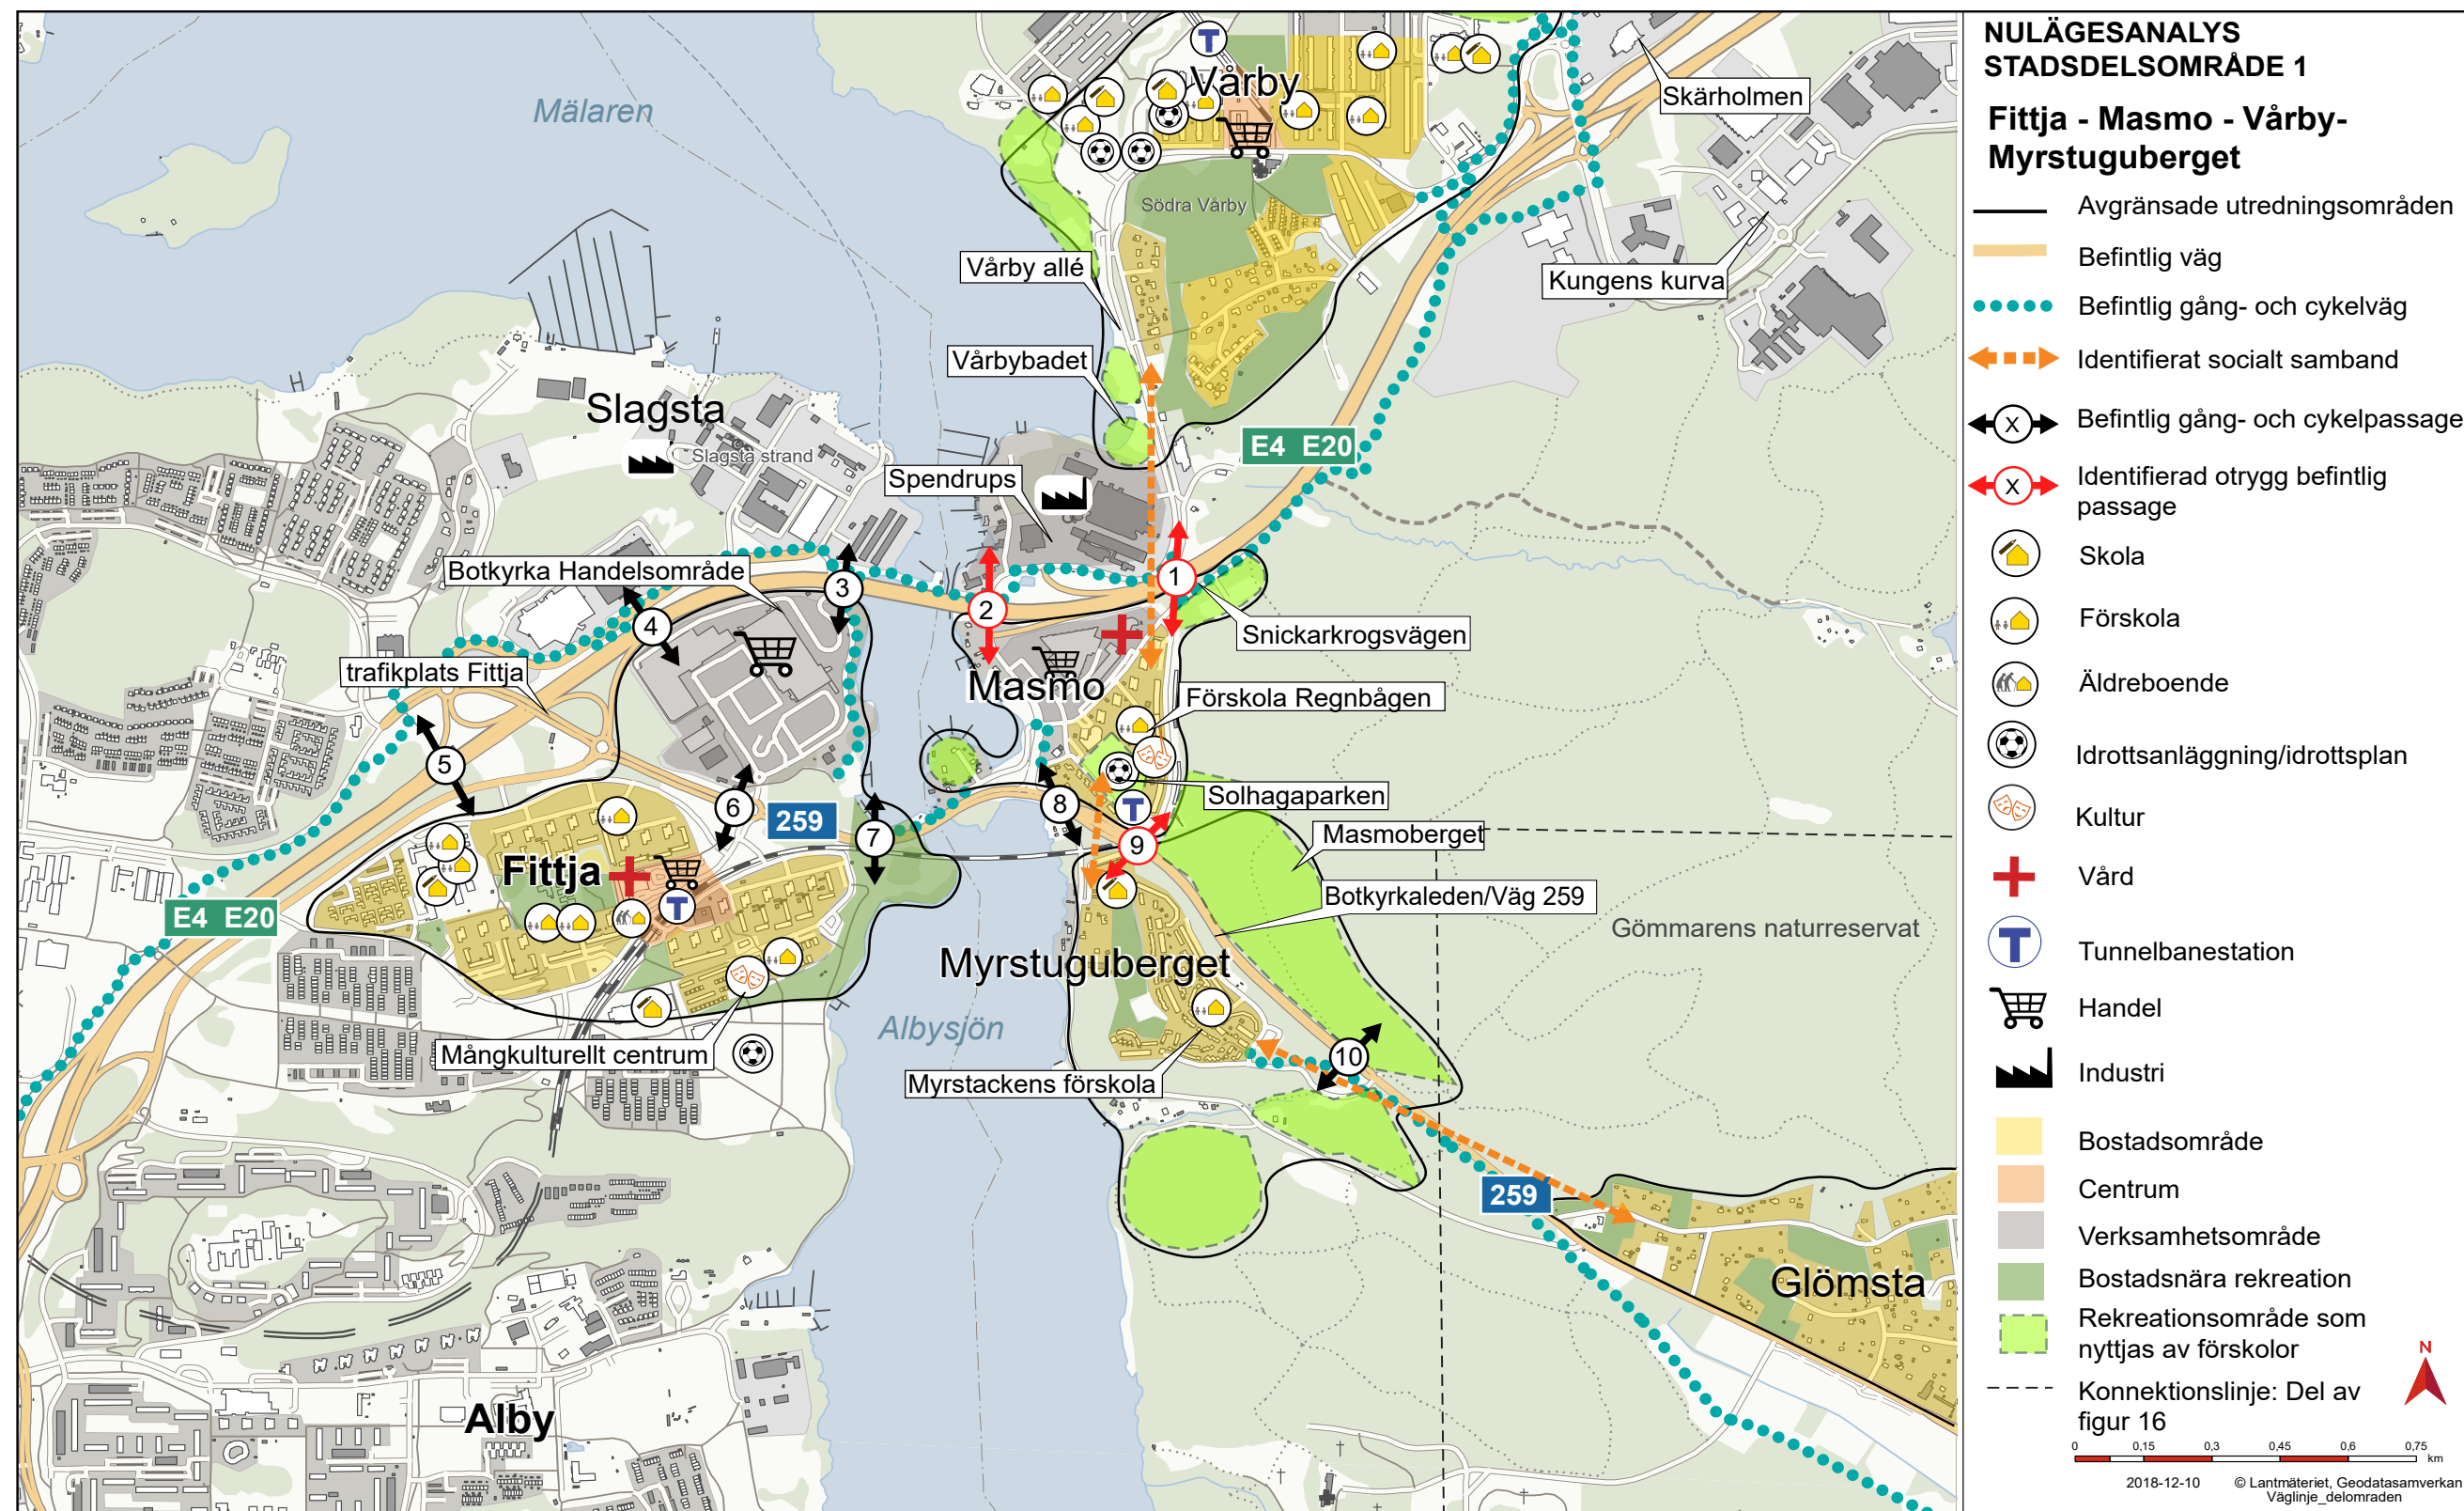 NULÄGESANALYS
STADSDELSOMRÅDE 1
Fittja - Masmo - Vårby-
Myrstuguberget
Avgränsade utredningsområden
Befintlig väg
Befintlig gång- och cykelväg
Identifierat socialt samband
X
Befintlig gång- och cykelpassage
X
Identifierad otrygg befintlig
passage
Skola
Förskola
Äldreboende
Idrottsanläggning/idrottsplan
Kultur
Vård
T
Tunnelbanestation
Handel
Industri
Bostadsområde
Centrum
Verksamhetsområde
Bostadsnära rekreation
Rekreationsområde som
nyttjas av förskolor
Konnektionslinje: Del av
figur 16
N
0 0,15 0,3 0,45 0,6 0,75
km
2018-12-10 © Lantmäteriet, Geodatasamverkan
Väglinje_delomraden
T
Vårby
Mälaren
Skärholmen
Södra Vårby
Vårby allé
Kungens kurva
Vårbybadet
Slagsta
Slagsta strand
E4 E20
Spendrups
Botkyrka Handelsområde
1
2
3
4
Snickarkrogsvägen
trafikplats Fittja
Masmo
Förskola Regnbågen
5
Solhagaparken
6
259
7
8
T
9
Masmoberget
Fittja
T
Botkyrkaleden/Väg 259
E4 E20
Gömmarens naturreservat
Myrstuguberget
Albysjön
Mångkulturellt centrum
10
Myrstackens förskola
259
Glömsta
Alby